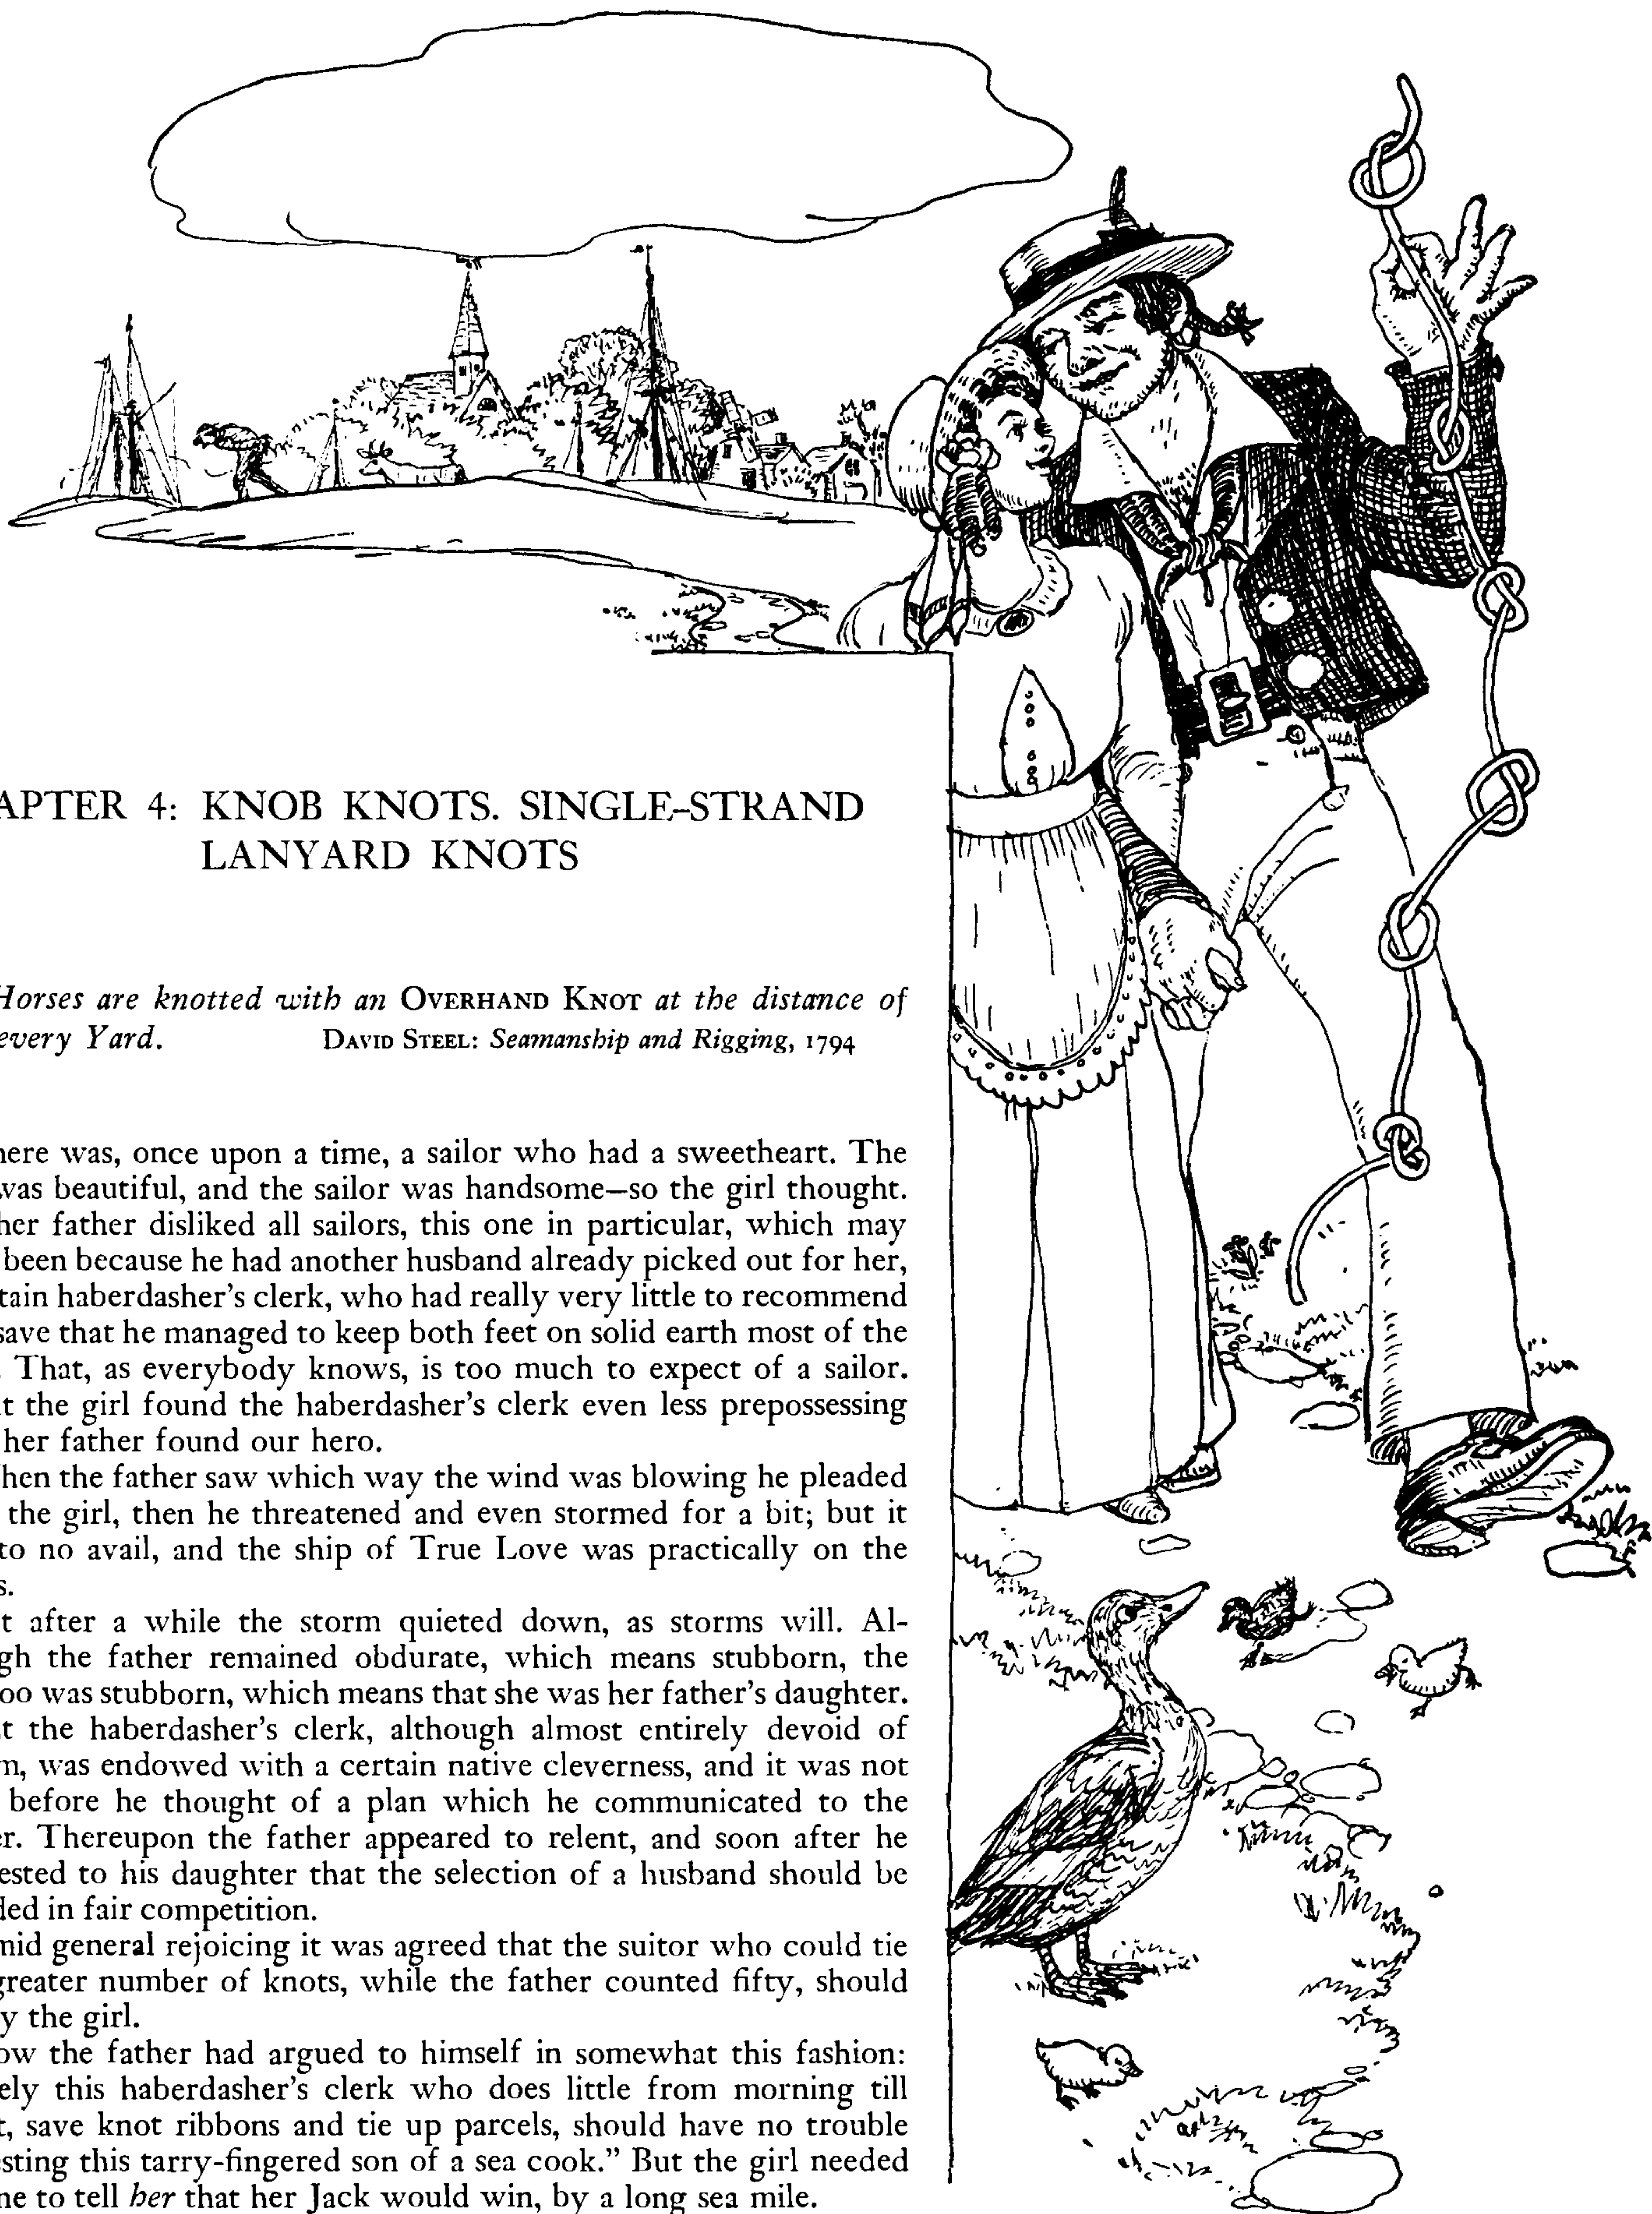 APTER 4: KNOB KNOTS. SINGLE-STRAND
LANYARD KNOTS
Horses are knotted with an OVERHAND KNOT at the distance of
every Yard. DAVID STEEL: Seamanship and Rigging, 1794
here was, once upon a time, a sailor who had a sweetheart. The
was beautiful, and the sailor was handsome—so the girl thought.
her father disliked all sailors, this one in particular, which may
been because he had another husband already picked out for her,
tain haberdasher's clerk, who had really very little to recommend
save that he managed to keep both feet on solid earth most of the
. That, as everybody knows, is too much to expect of a sailor.
t the girl found the haberdasher's clerk even less prepossessing
her father found our hero.
hen the father saw which way the wind was blowing he pleaded
the girl, then he threatened and even stormed for a bit; but it
to no avail, and the ship of True Love was practically on the
s.
t after a while the storm quieted down, as storms will. Al-
gh the father remained obdurate, which means stubborn, the
oo was stubborn, which means that she was her father's daughter.
t the haberdasher's clerk, although almost entirely devoid of
m, was endowed with a certain native cleverness, and it was not
before he thought of a plan which he communicated to the
er. Thereupon the father appeared to relent, and soon after he
ested to his daughter that the selection of a husband should be
ded in fair competition.
mid general rejoicing it was agreed that the suitor who could tie
greater number of knots, while the father counted fifty, should
y the girl.
ow the father had argued to himself in somewhat this fashion:
ely this haberdasher's clerk who does little from morning till
t, save knot ribbons and tie up parcels, should have no trouble
sting this tarry-fingered son of a sea cook." But the girl needed
ne to tell her that her Jack would win, by a long sea mile.